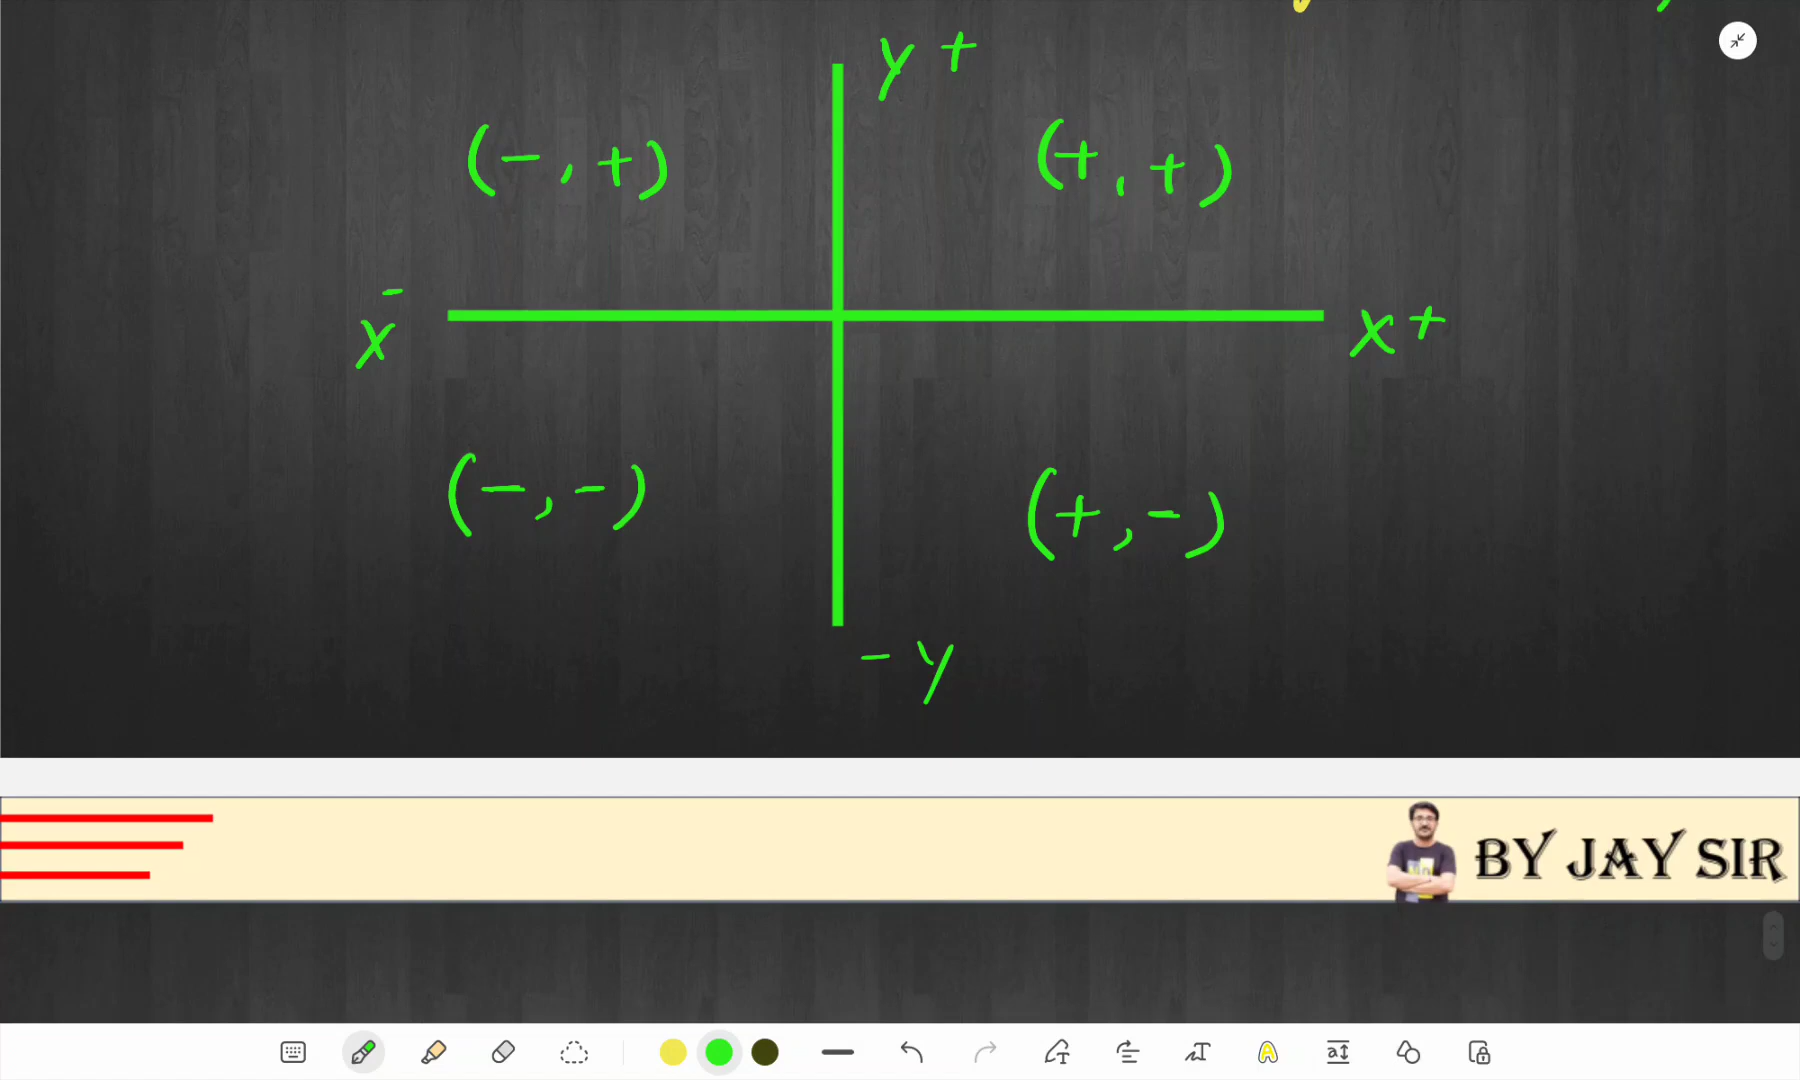 y +
(-, +)
(+, +)
x -
x +
(-, -)
(+, -)
- y
BY JAY SIR